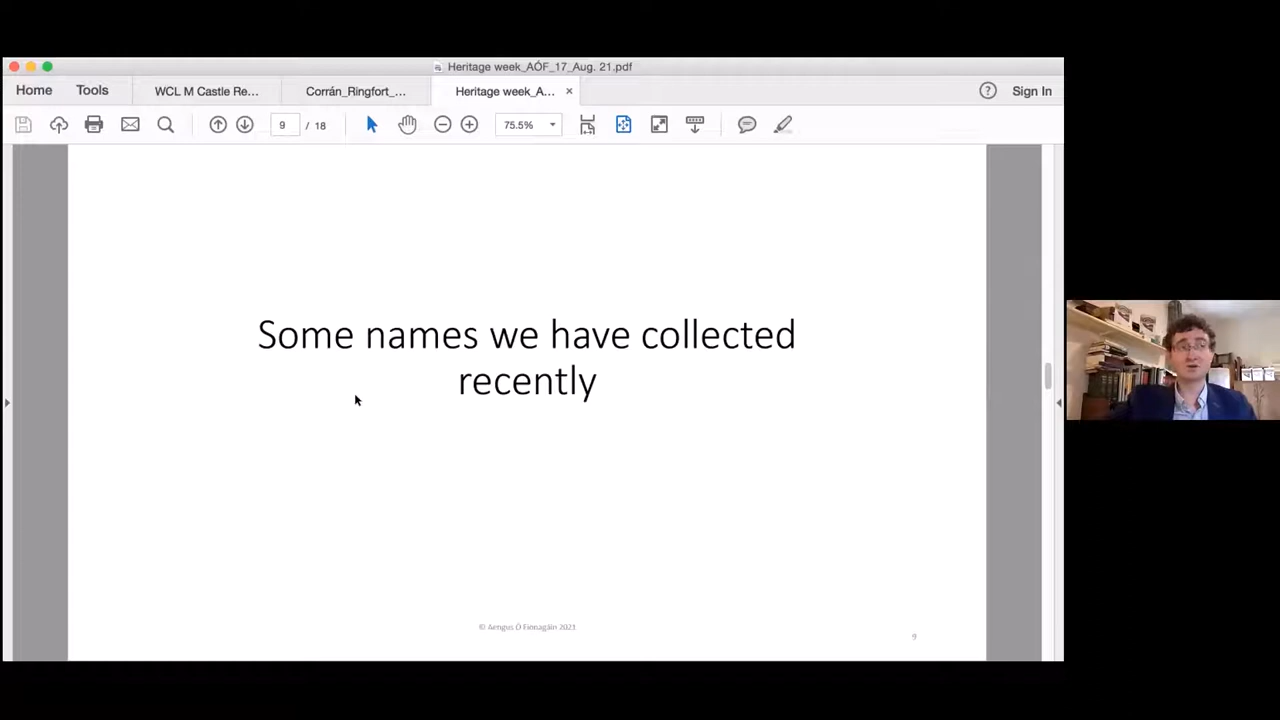 Heritage week_AÓF_17_Aug. 21.pdf
Home Tools WCL M Castle Re... Corrán_Ringfort_... Heritage week_A... × ? Sign In
9 / 18 75.5%
Some names we have collected
recently
© Aengus Ó Fionnagáin 2021
9